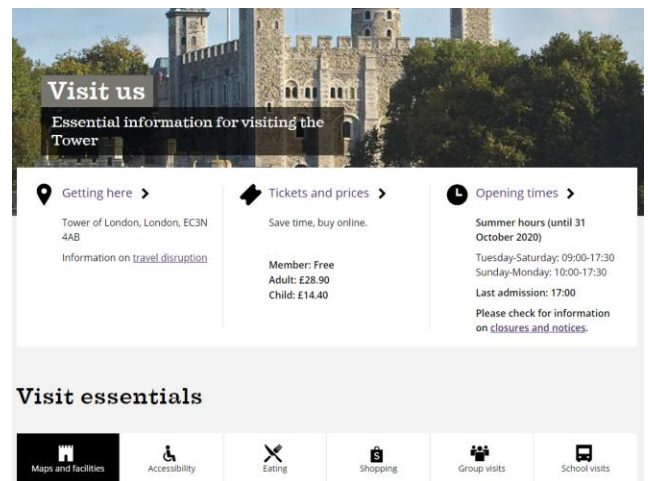 Visit us
Essential information for visiting the
Tower
Getting here
Tower of London, London, EC3N
4AB
Information on travel disruption
Tickets and prices
Save time, buy online.
Member: Free
Adult: £28.90
Child: £14.40
Opening times
Summer hours (until 31
October 2020)
Tuesday-Saturday: 09:00-17:30
Sunday-Monday: 10:00-17:30
Last admission: 17:00
Please check for information
on closures and notices.
Visit essentials
Maps and facilities
Accessibility
Eating
Shopping
Group visits
School visits